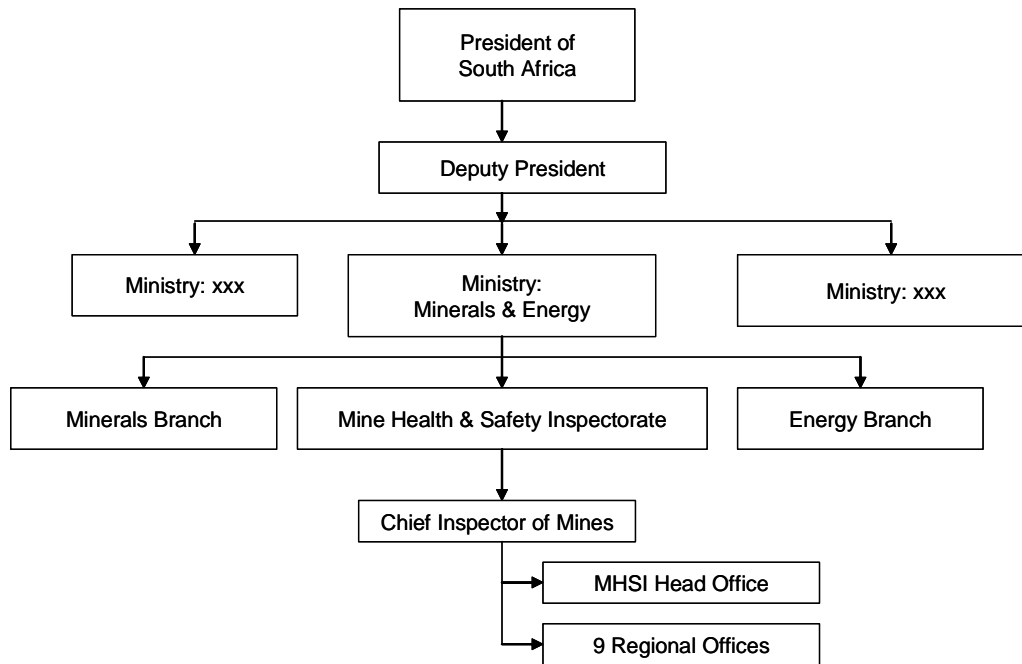 President of
South Africa
Deputy President
Ministry: xxx
Ministry:
Minerals & Energy
Ministry: xxx
Minerals Branch
Mine Health & Safety Inspectorate
Energy Branch
Chief Inspector of Mines
MHSI Head Office
9 Regional Offices